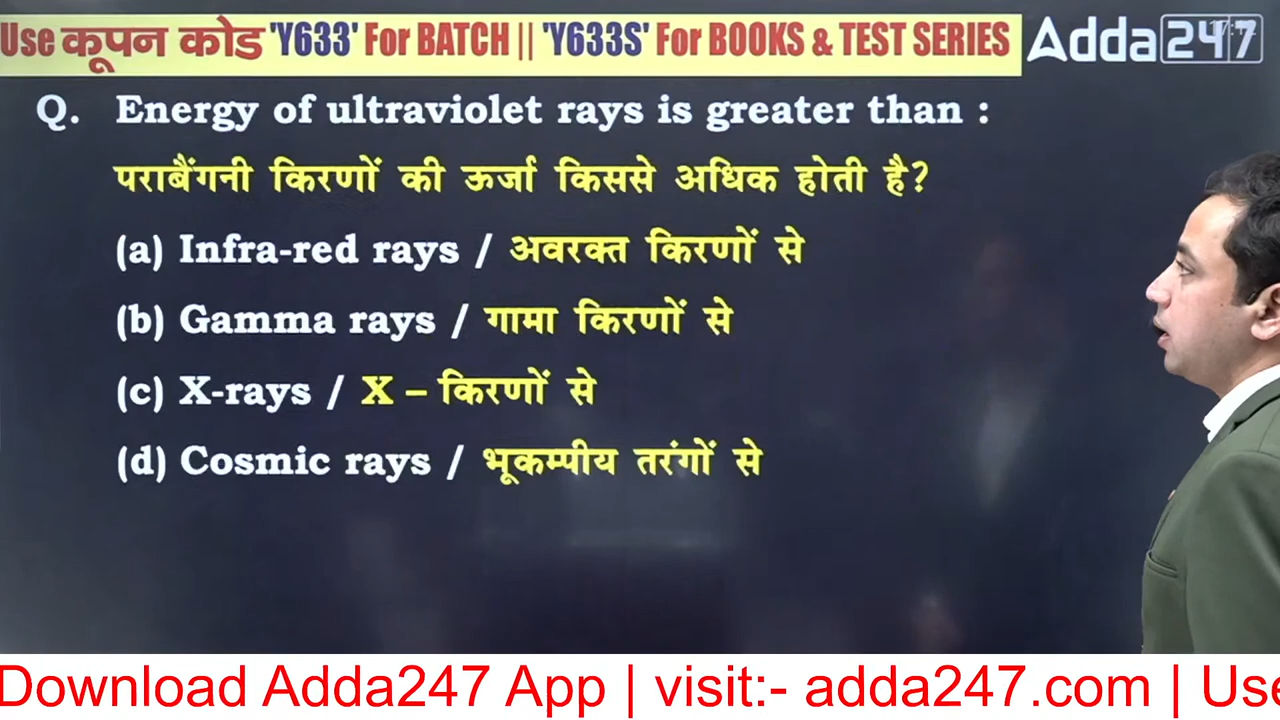 Use कूपन कोड 'Y633' For BATCH || 'Y633S' For BOOKS & TEST SERIES
Adda247
Q. Energy of ultraviolet rays is greater than :
पराबैंगनी किरणों की ऊर्जा किससे अधिक होती है?
(a) Infra-red rays / अवरक्त किरणों से
(b) Gamma rays / गामा किरणों से
(c) X-rays / X – किरणों से
(d) Cosmic rays / भूकम्पीय तरंगों से
Download Adda247 App | visit:- adda247.com | Use